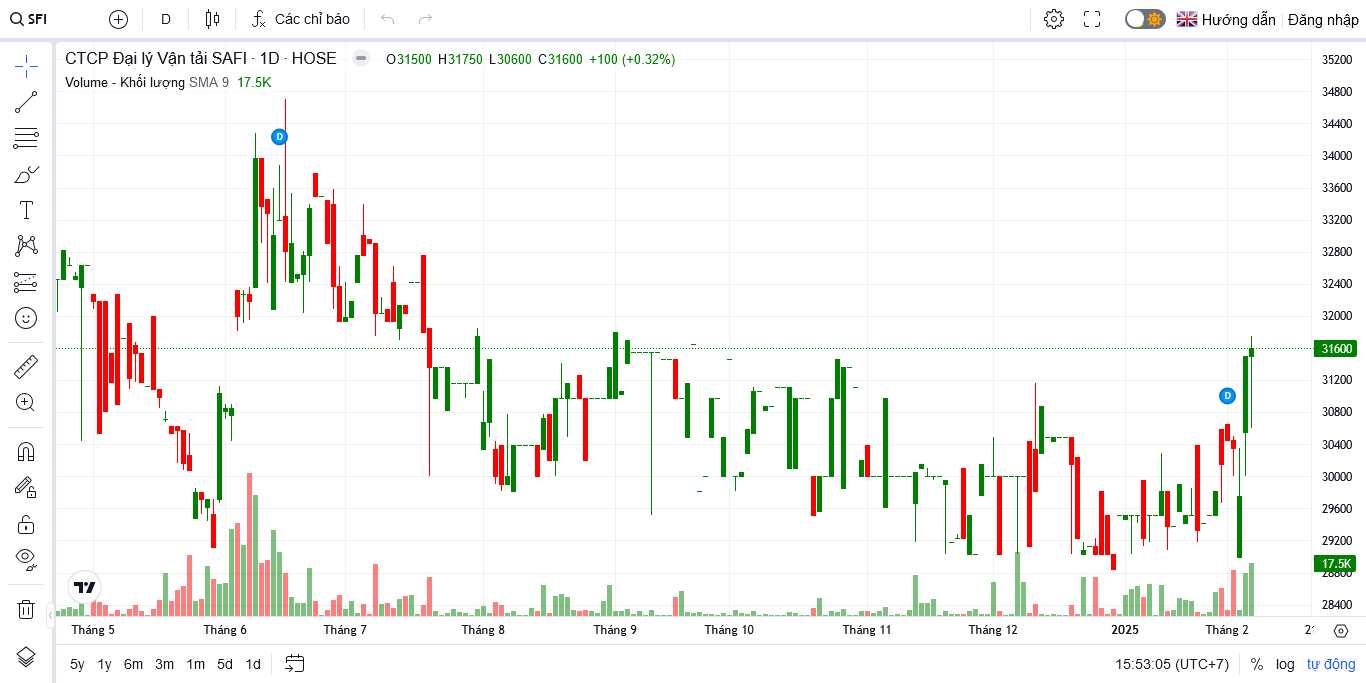 SFI D Các chỉ báo Hướng dẫn Đăng nhập
CTCP Đại lý Vận tải SAFI · 1D · HOSE O31500 H31750 L30600 C31600 +100 (+0.32%)
Volume - Khối lượng SMA 9 17.5K
D
D
35200
34800
34400
34000
33600
33200
32800
32400
32000
31600
31200
30800
30400
30000
29600
29200
17.5K
28800
28400
Tháng 5 Tháng 6 Tháng 7 Tháng 8 Tháng 9 Tháng 10 Tháng 11 Tháng 12 2025 Tháng 2
5y 1y 6m 3m 1m 5d 1d 15:53:05 (UTC+7) % log tự động